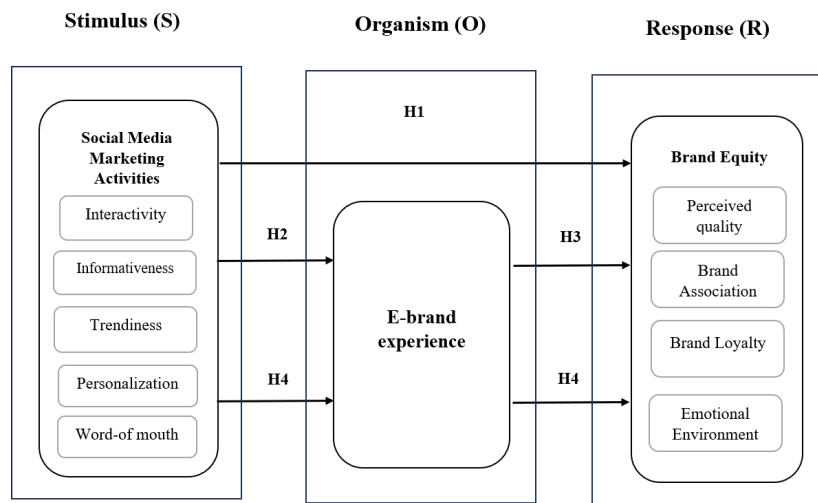 Stimulus (S)
Organism (O)
Response (R)
Social Media
Marketing
Activities
Interactivity
Informativeness
Trendiness
Personalization
Word-of mouth
H1
H2
H4
E-brand
experience
H3
H4
Brand Equity
Perceived
quality
Brand
Association
Brand Loyalty
Emotional
Environment